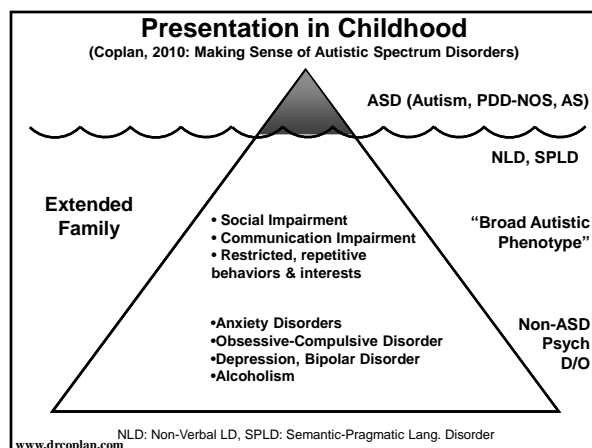 Presentation in Childhood
(Coplan, 2010: Making Sense of Autistic Spectrum Disorders)
ASD (Autism, PDD-NOS, AS)
NLD, SPLD
Extended
Family
• Social Impairment
• Communication Impairment
• Restricted, repetitive
behaviors & interests
“Broad Autistic
Phenotype”
•Anxiety Disorders
•Obsessive-Compulsive Disorder
•Depression, Bipolar Disorder
•Alcoholism
Non-ASD
Psych
D/O
NLD: Non-Verbal LD, SPLD: Semantic-Pragmatic Lang. Disorder
www.drcoplan.com